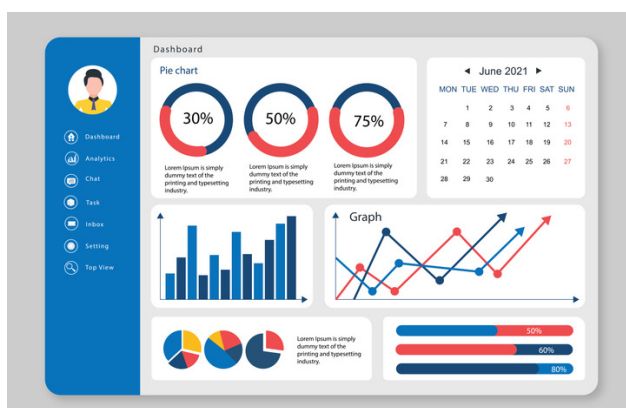 Dashboard
Pie chart
30%
50%
75%
Lorem Ipsum is simply
dummy text of the
printing and typesetting
industry.
Lorem Ipsum is simply
dummy text of the
printing and typesetting
industry.
Lorem Ipsum is simply
dummy text of the
printing and typesetting
industry.
June 2021
MON TUE WED THU FRI SAT SUN
1 2 3 4 5 6
7 8 9 10 11 12 13
14 15 16 17 18 19 20
21 22 23 24 25 26 27
28 29 30
Dashboard
Analytics
Chat
Task
Inbox
Setting
Top View
Graph
Lorem Ipsum is simply
dummy text of the
printing and typesetting
industry.
50%
60%
80%